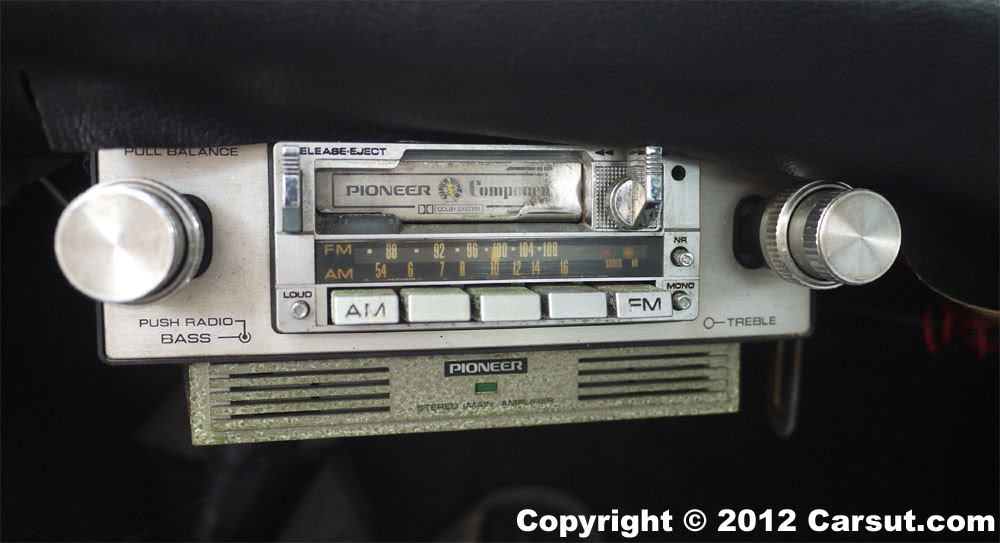 PULL BALANCE
ELEASE-EJECT
PIONEER Componen
DOLBY SYSTEM
FM 88 92 96 100 104 108
AM 54 6 7 8 10 12 14 16
STEREO NR
NR
LOUD
MONO
AM
FM
PUSH RADIO
BASS
TREBLE
PIONEER
STEREO MAIN AMPLIFIER
Copyright © 2012 Carsut.com